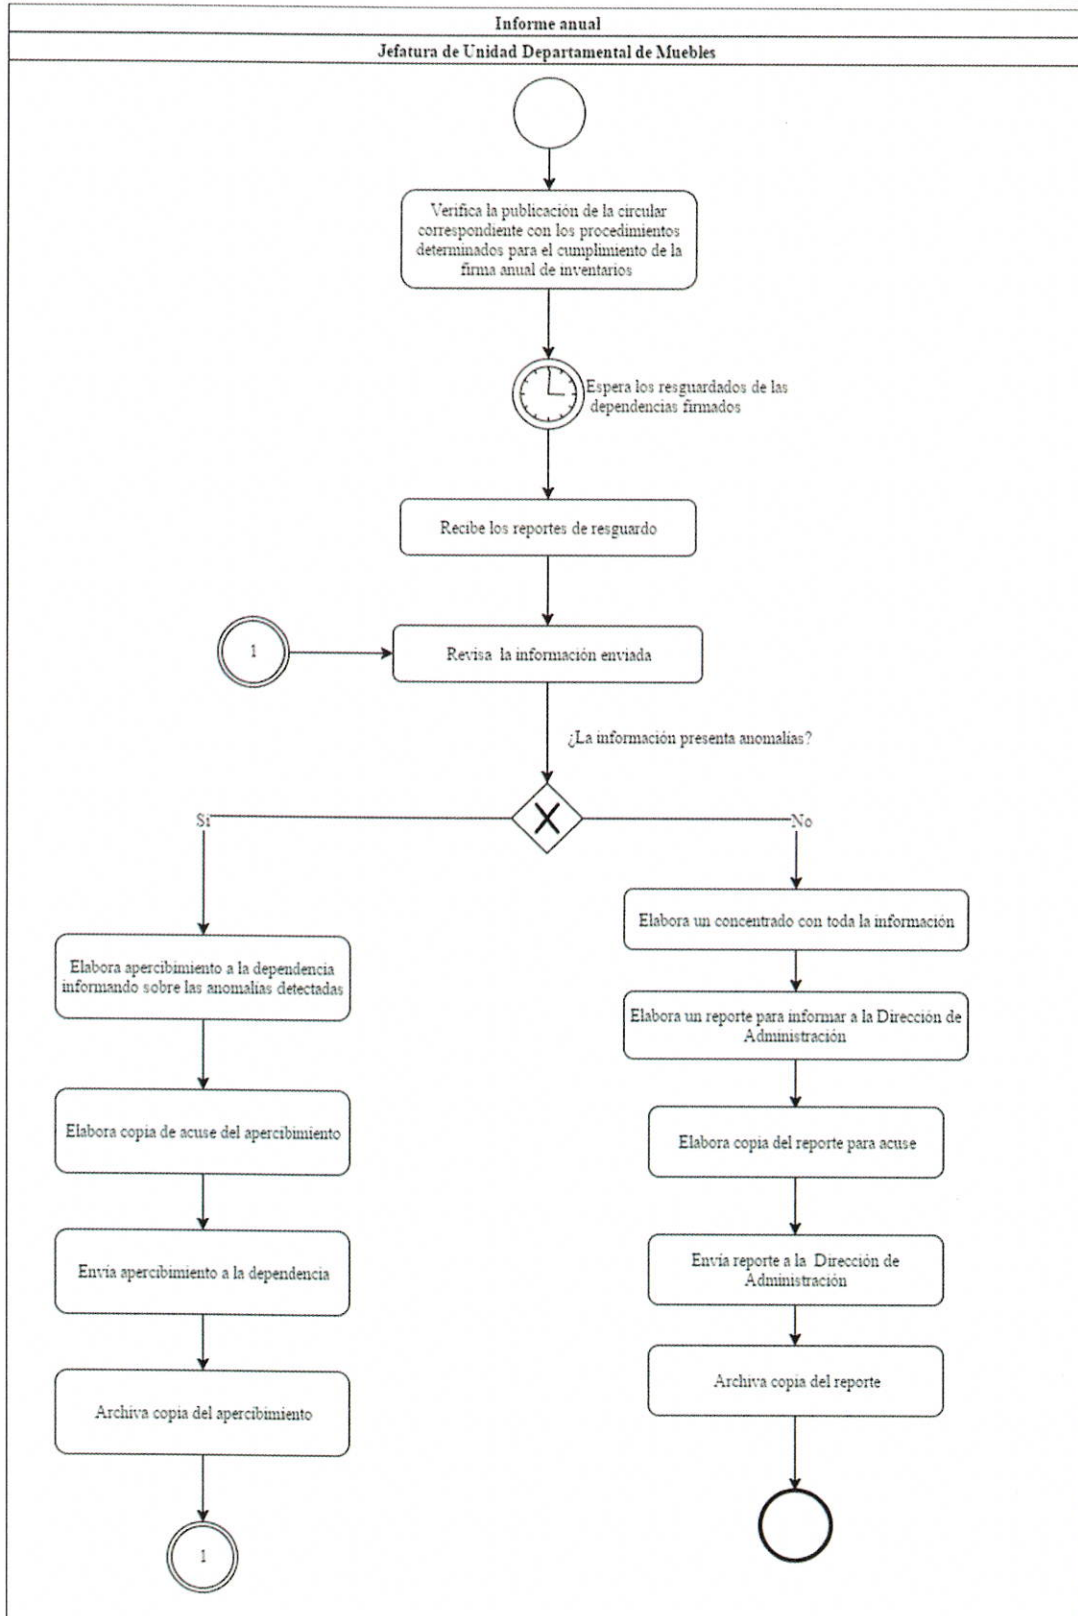 Informe anual
Jefatura de Unidad Departamental de Muebles
Verifica la publicación de la circular
correspondiente con los procedimientos
determinados para el cumplimiento de la
firma anual de inventarios
Espera los resguardados de las
dependencias firmados
Recibe los reportes de resguardo
1
Revisa la información enviada
¿La información presenta anomalías?
Si
No
Elabora apercibimiento a la dependencia
informando sobre las anomalías detectadas
Elabora copia de acuse del apercibimiento
Envía apercibimiento a la dependencia
Archiva copia del apercibimiento
1
Elabora un concentrado con toda la información
Elabora un reporte para informar a la Dirección de
Administración
Elabora copia del reporte para acuse
Envía reporte a la Dirección de
Administración
Archiva copia del reporte